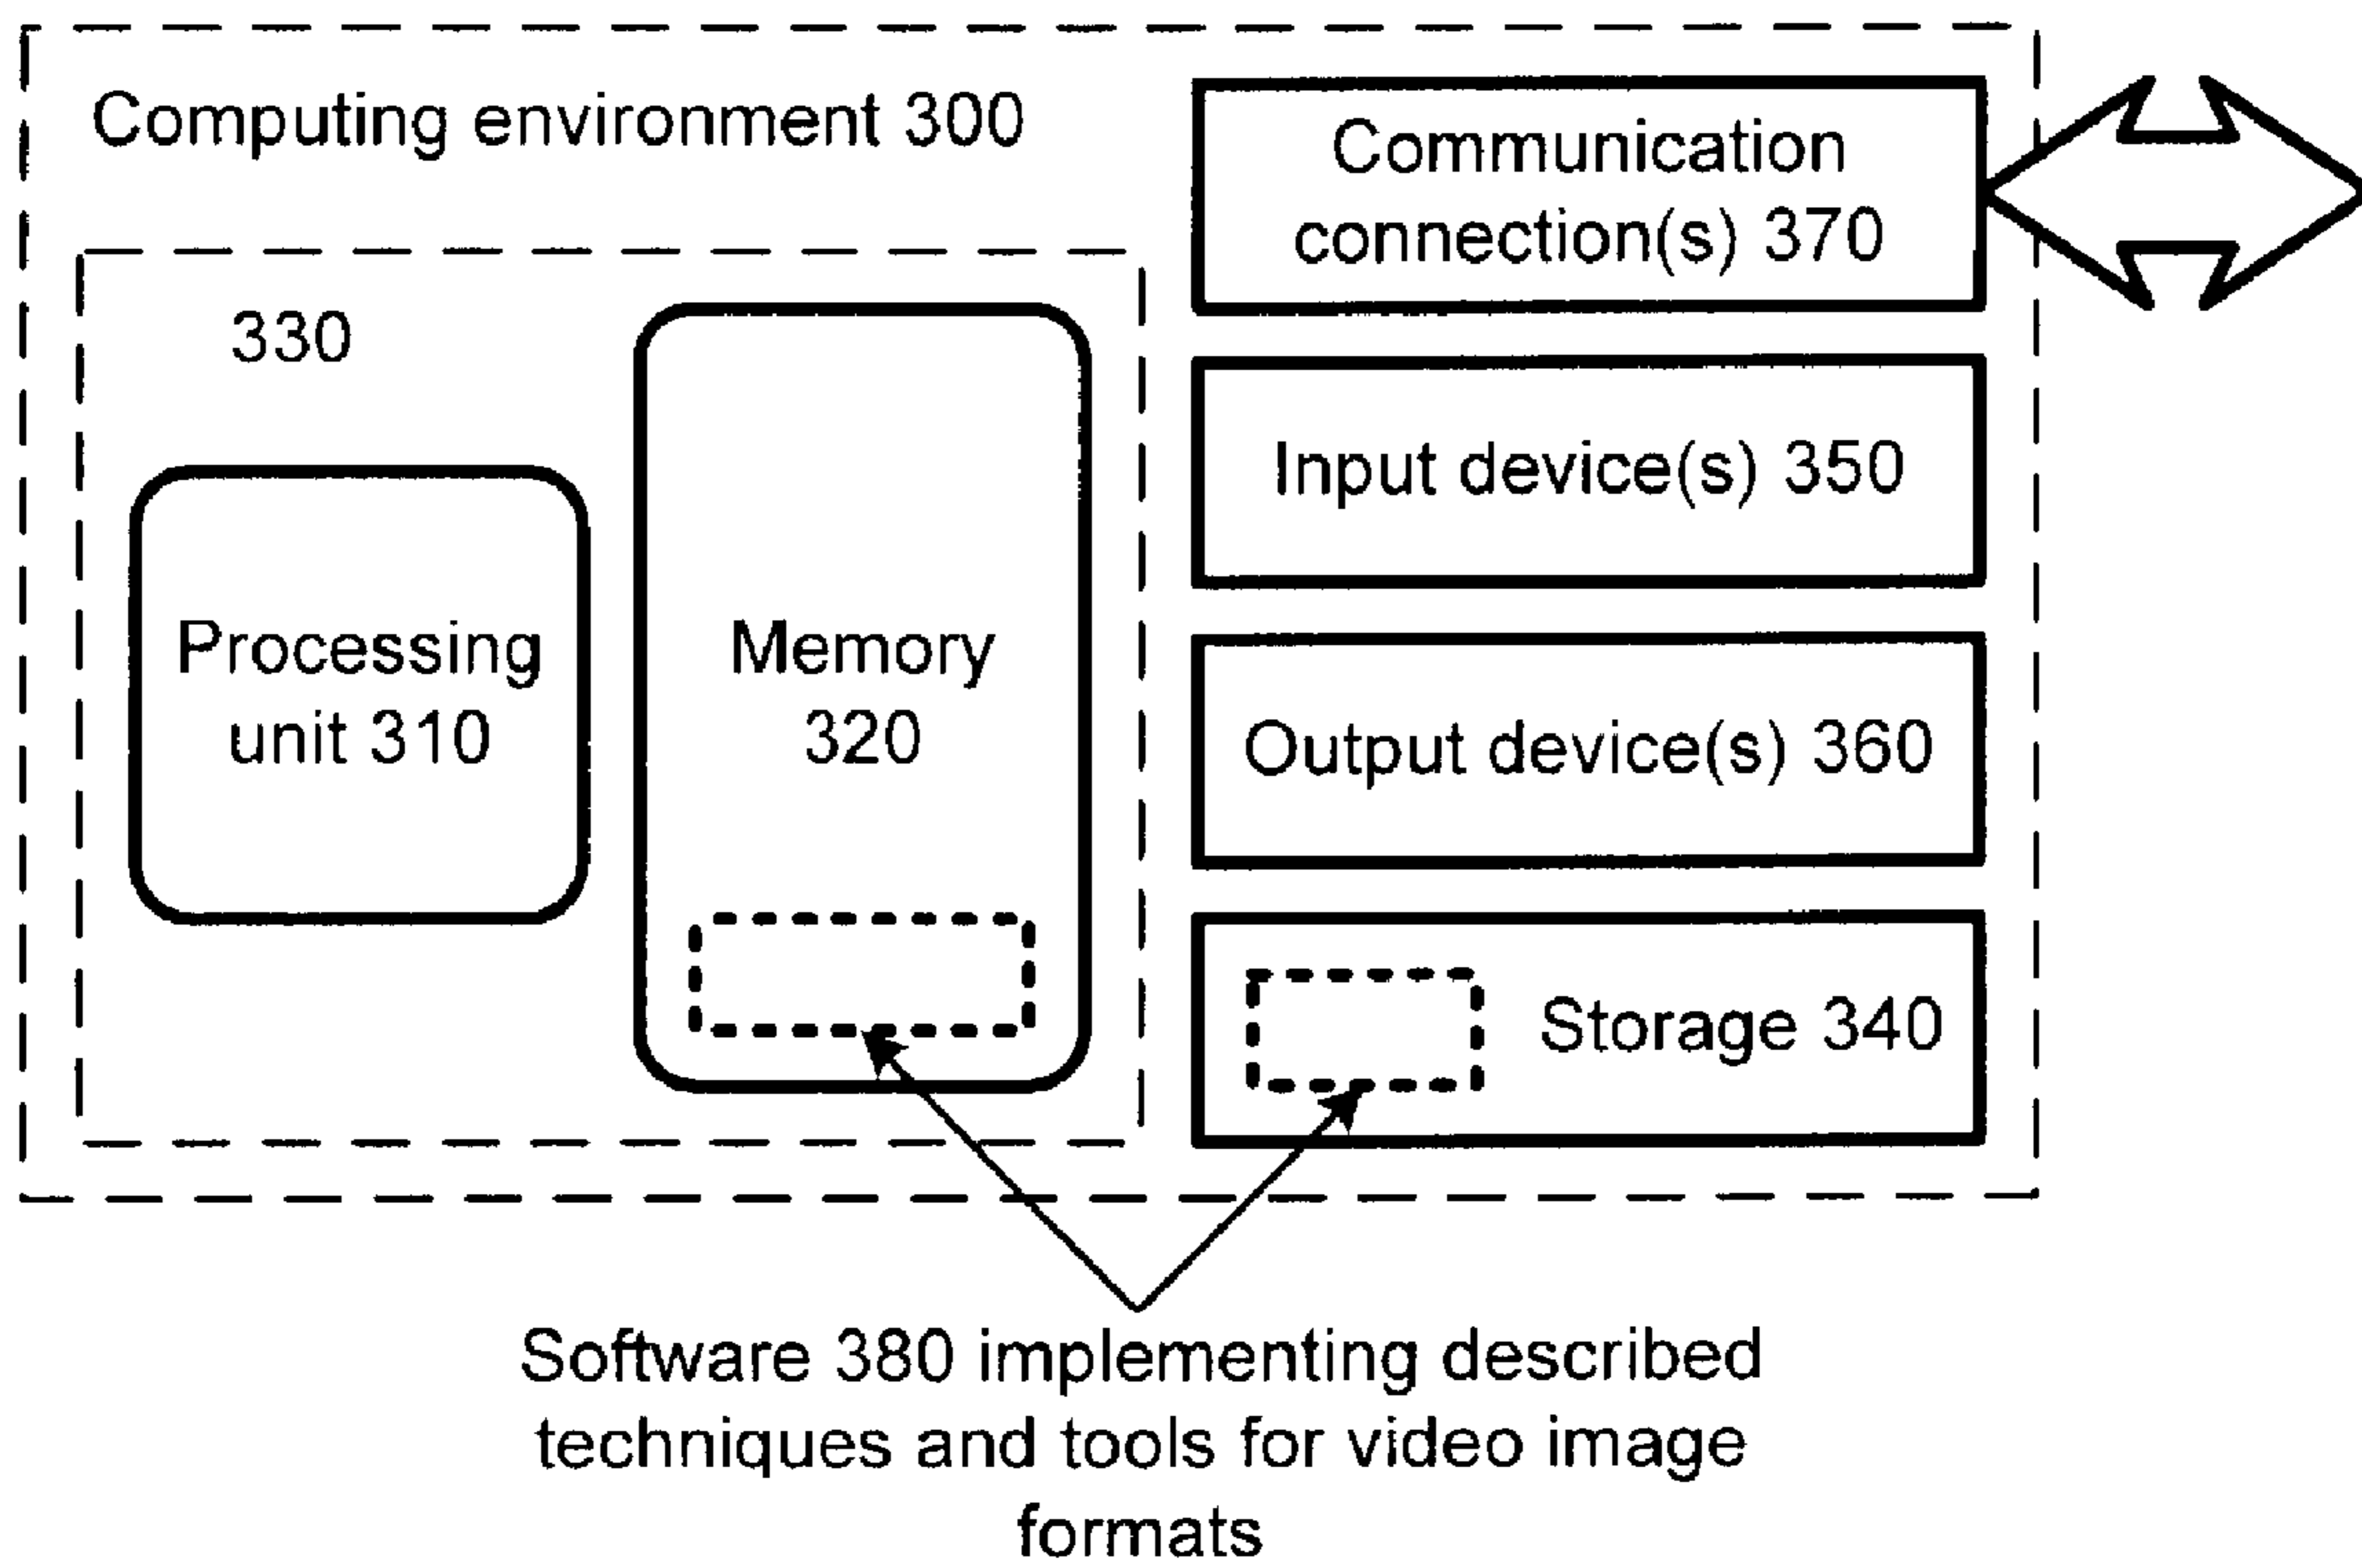 Computing environment 300
Communication
connection(s) 370
330
Input device(s) 350
Processing
unit 310
Memory
320
Output device(s) 360
Storage 340
Software 380 implementing described
techniques and tools for video image
formats